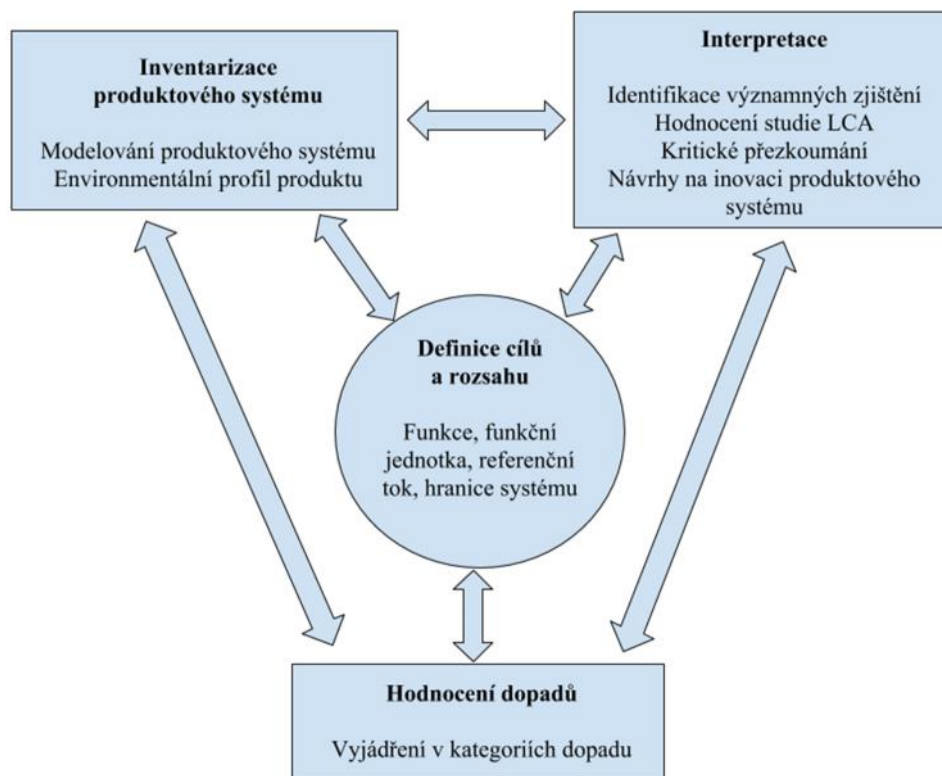 Inventarizace
produktového systému
Modelování produktového systému
Environmentální profil produktu
Interpretace
Identifikace významných zjištění
Hodnocení studie LCA
Kritické přezkoumání
Návrhy na inovaci produktového
systému
Definice cílů
a rozsahu
Funkce, funkční
jednotka, referenční
tok, hranice systému
Hodnocení dopadů
Vyjádření v kategoriích dopadu